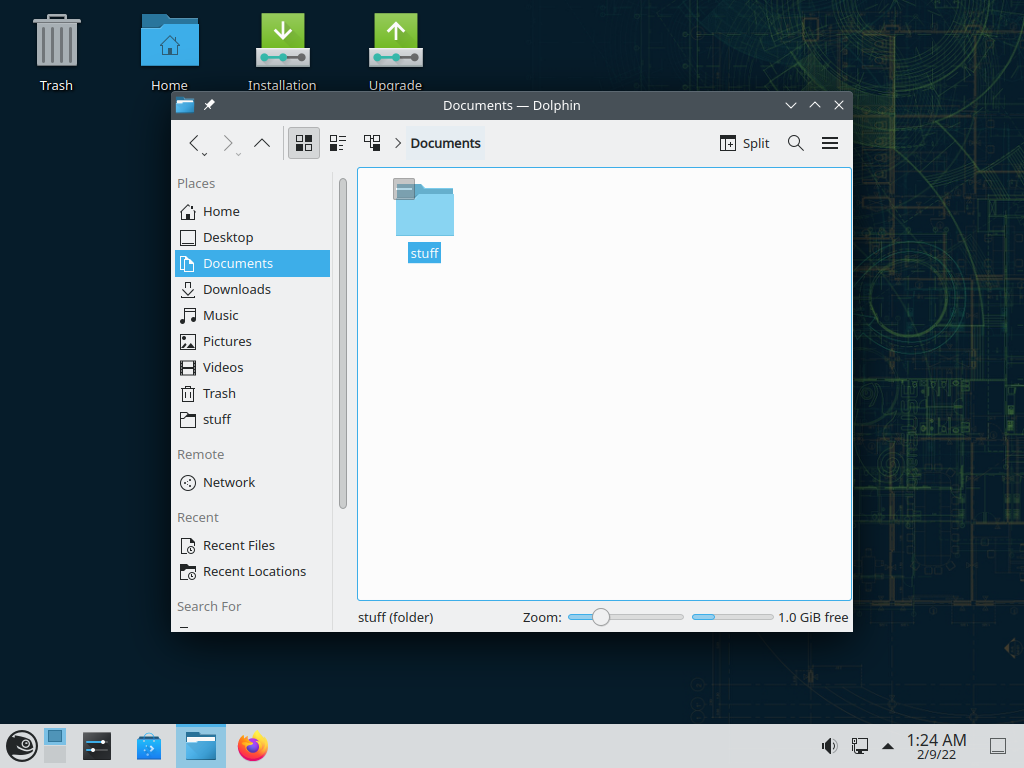 Trash
Home
Installation
Upgrade
Documents — Dolphin
Documents
Split
Places
Home
Desktop
Documents
Downloads
Music
Pictures
Videos
Trash
stuff
Remote
Network
Recent
Recent Files
Recent Locations
Search For
stuff
stuff (folder)
Zoom:
1.0 GiB free
1:24 AM
2/9/22